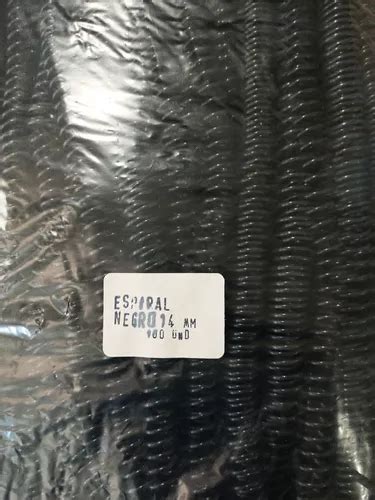 ESPIRAL
NEGRO 14 MM
100 UND